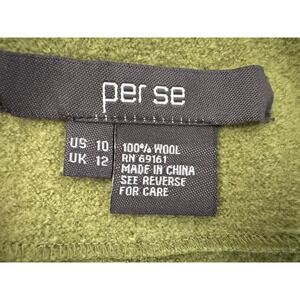 per se
US 10
UK 12
100% WOOL
RN 69161
MADE IN CHINA
SEE REVERSE
FOR CARE